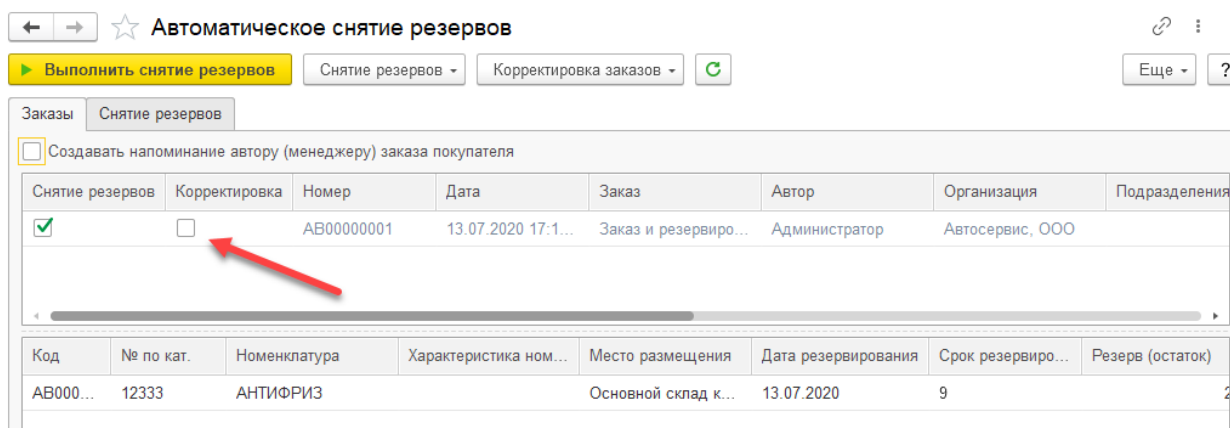 Автоматическое снятие резервов
Выполнить снятие резервов Снятие резервов Корректировка заказов Еще ?
Заказы Снятие резервов
Создавать напоминание автору (менеджеру) заказа покупателя
Снятие резервов Корректировка Номер Дата Заказ Автор Организация Подразделения
АВ00000001 13.07.2020 17:1... Заказ и резервиро... Администратор Автосервис, ООО
Код № по кат. Номенклатура Характеристика ном... Место размещения Дата резервирования Срок резервиро... Резерв (остаток)
АВ000... 12333 АНТИФРИЗ Основной склад к... 13.07.2020 9 2